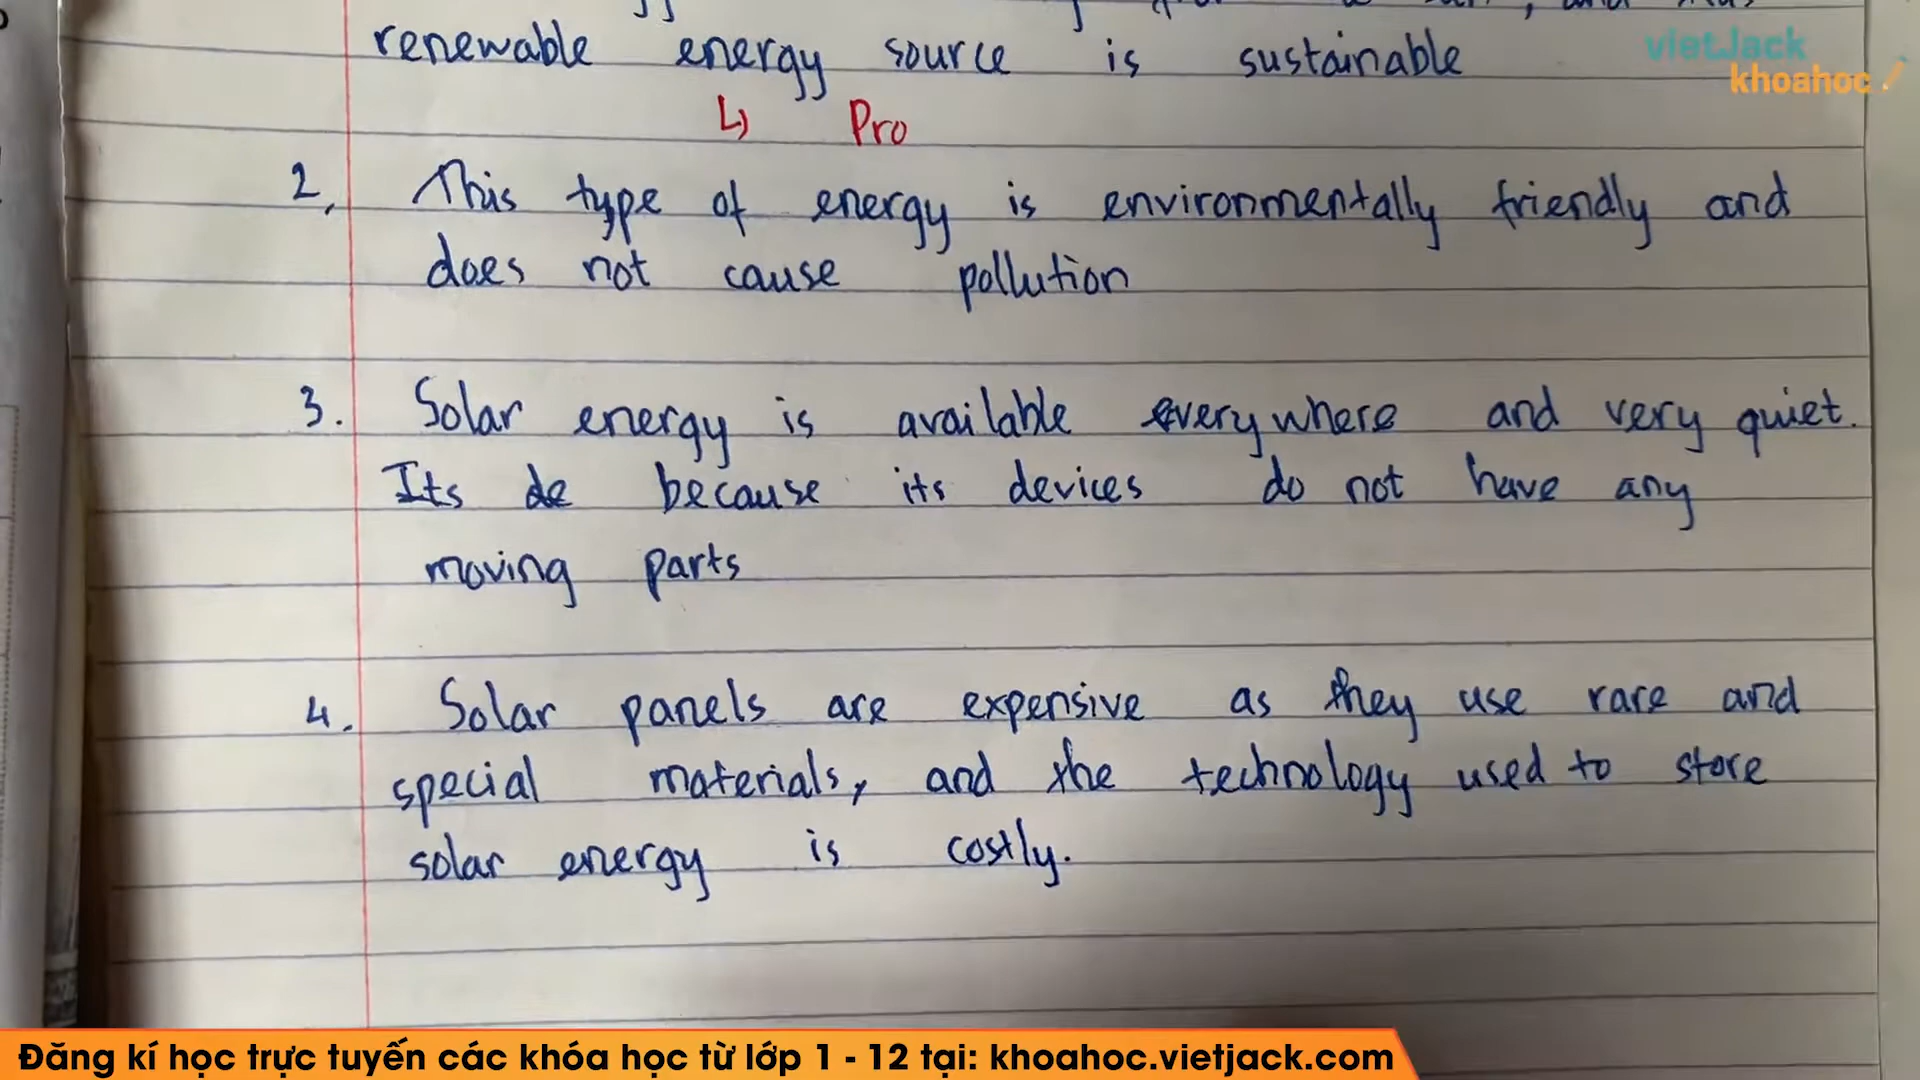 renewable energy source is sustainable
vietJack
khoahoc
↳ Pro
2, This type of energy is environmentally friendly and
does not cause pollution
3. Solar energy is available everywhere and very quiet.
Its de because its devices do not have any
moving parts
4. Solar panels are expensive as they use rare and
special materials, and the technology used to store
solar energy is costly.
Đăng kí học trực tuyến các khóa học từ lớp 1 - 12 tại: khoahoc.vietjack.com